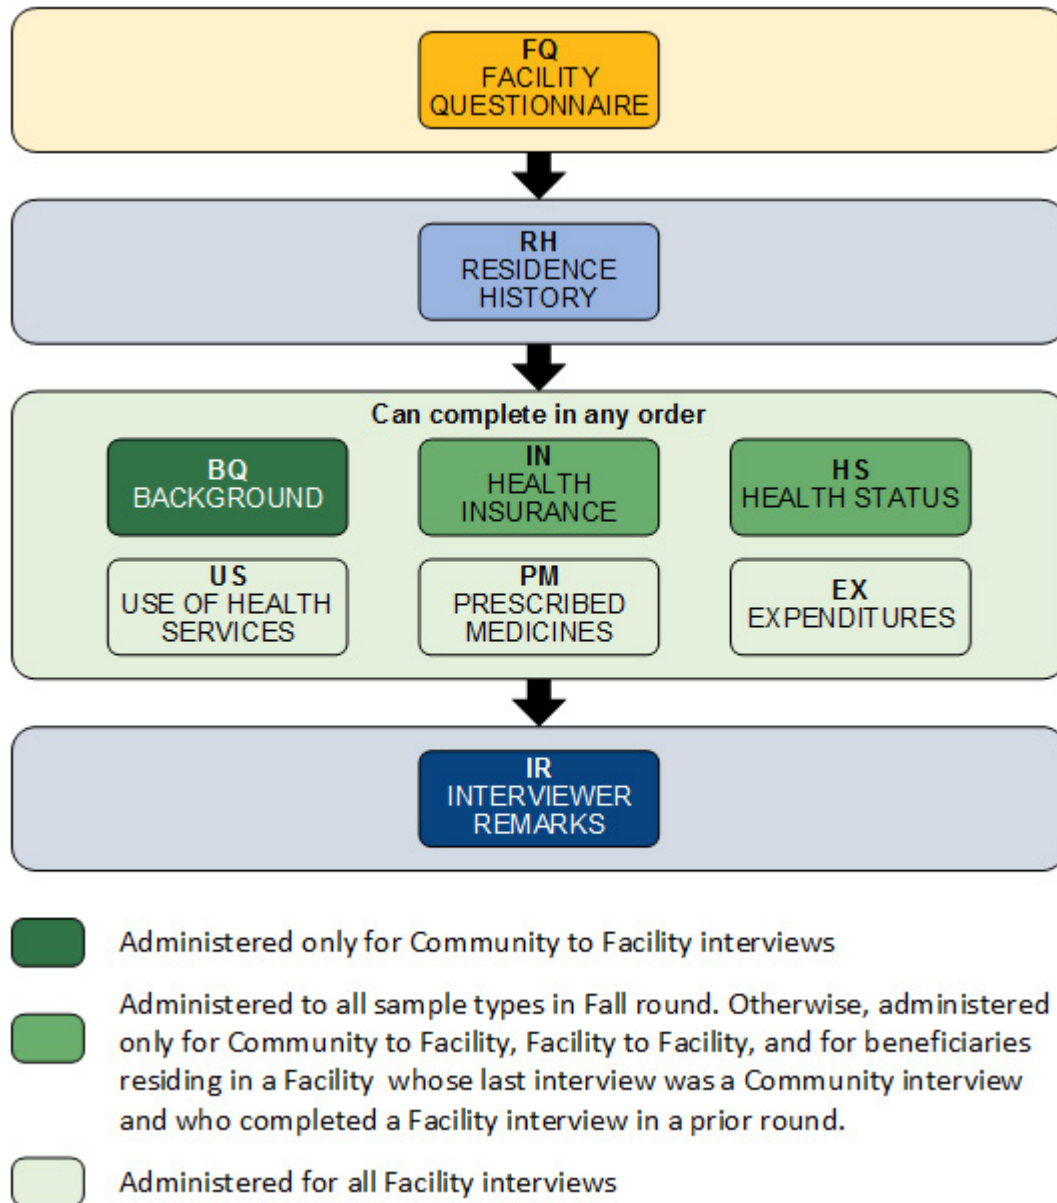 FQ
FACILITY
QUESTIONNAIRE
RH
RESIDENCE
HISTORY
Can complete in any order
BQ
BACKGROUND
IN
HEALTH
INSURANCE
HS
HEALTH STATUS
US
USE OF HEALTH
SERVICES
PM
PRESCRIBED
MEDICINES
EX
EXPENDITURES
IR
INTERVIEWER
REMARKS
Administered only for Community to Facility interviews
Administered to all sample types in Fall round. Otherwise, administered
only for Community to Facility, Facility to Facility, and for beneficiaries
residing in a Facility whose last interview was a Community interview
and who completed a Facility interview in a prior round.
Administered for all Facility interviews